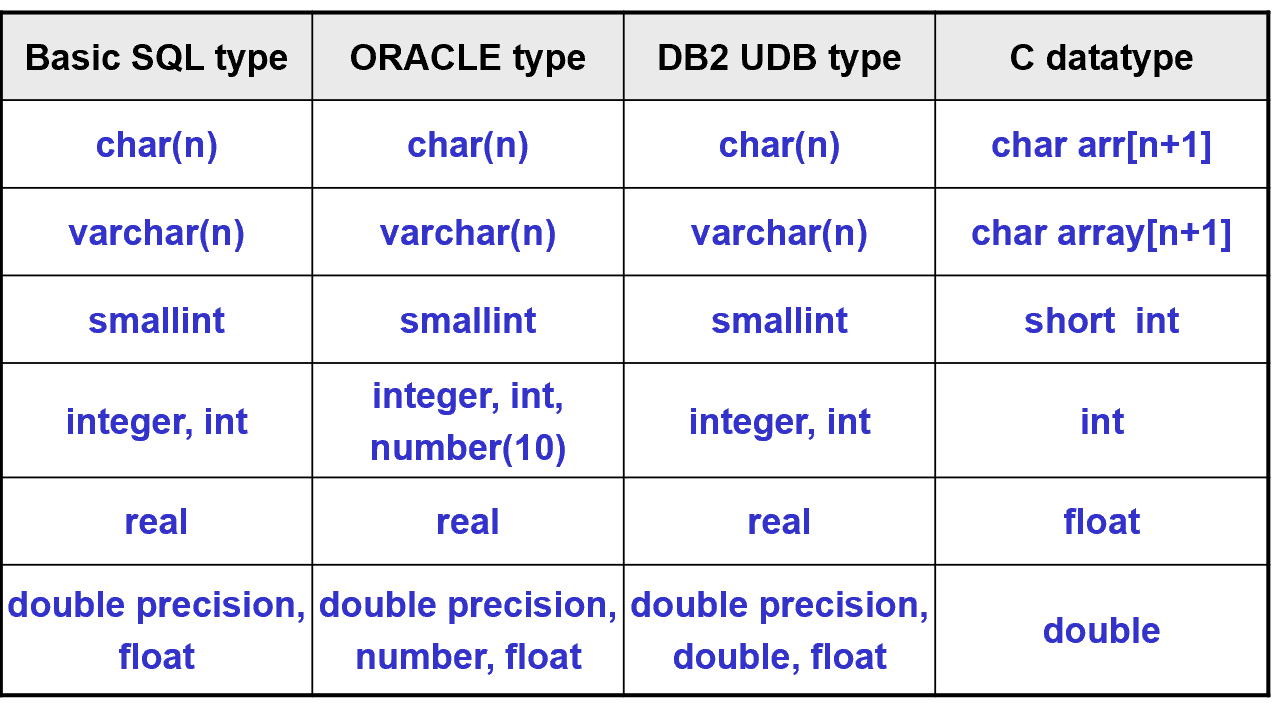 Basic SQL type ORACLE type DB2 UDB type C datatype
char(n) char(n) char(n) char arr[n+1]
varchar(n) varchar(n) varchar(n) char array[n+1]
smallint smallint smallint short int
integer, int integer, int, number(10) integer, int int
real real real float
double precision, float double precision, number, float double precision, double, float double